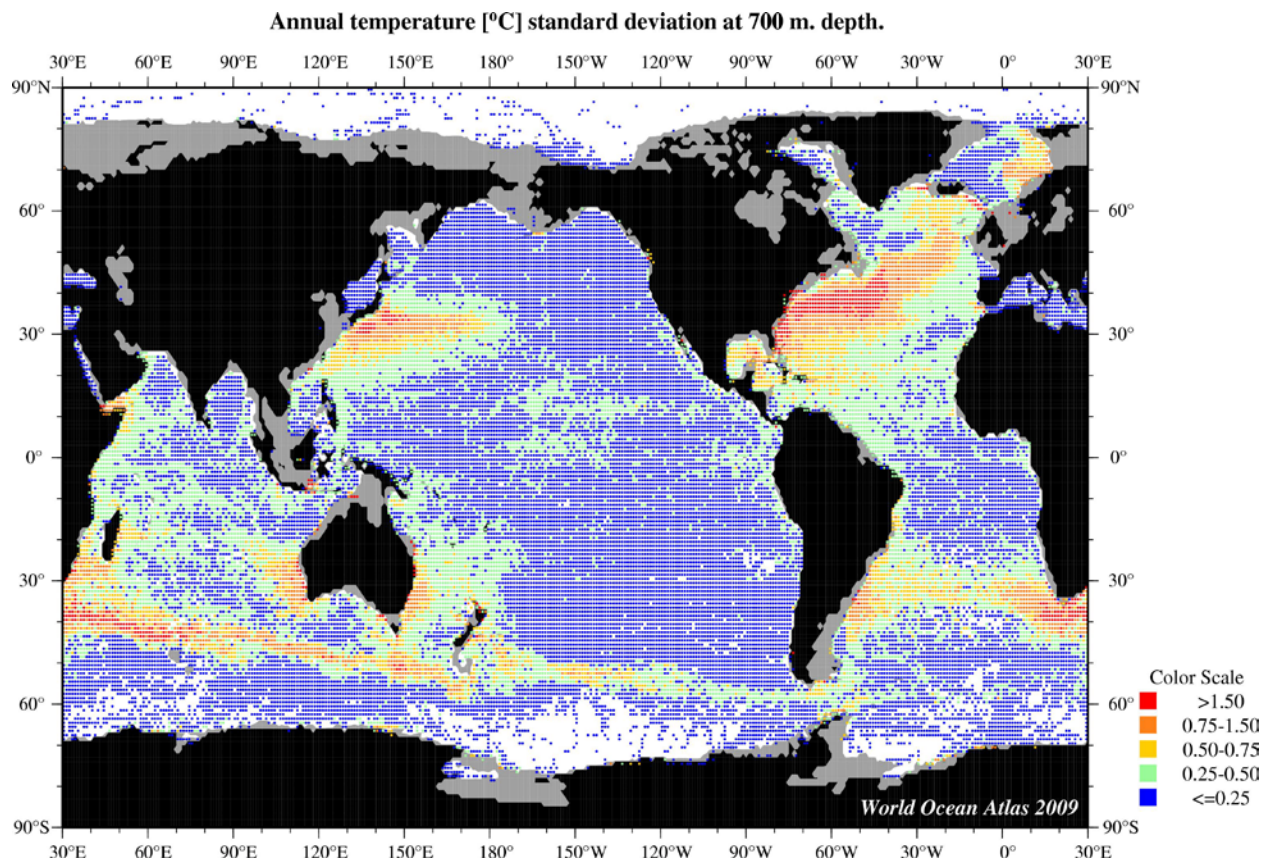 Annual temperature [°C] standard deviation at 700 m. depth.
30°E 60°E 90°E 120°E 150°E 180° 150°W 120°W 90°W 60°W 30°W 0° 30°E
90°N 90°N
60° 60°
30° 30°
0° 0°
30° 30°
60° 60°
90°S 90°S
30°E 60°E 90°E 120°E 150°E 180° 150°W 120°W 90°W 60°W 30°W 0° 30°E
World Ocean Atlas 2009
Color Scale
>1.50
0.75-1.50
0.50-0.75
0.25-0.50
<=0.25